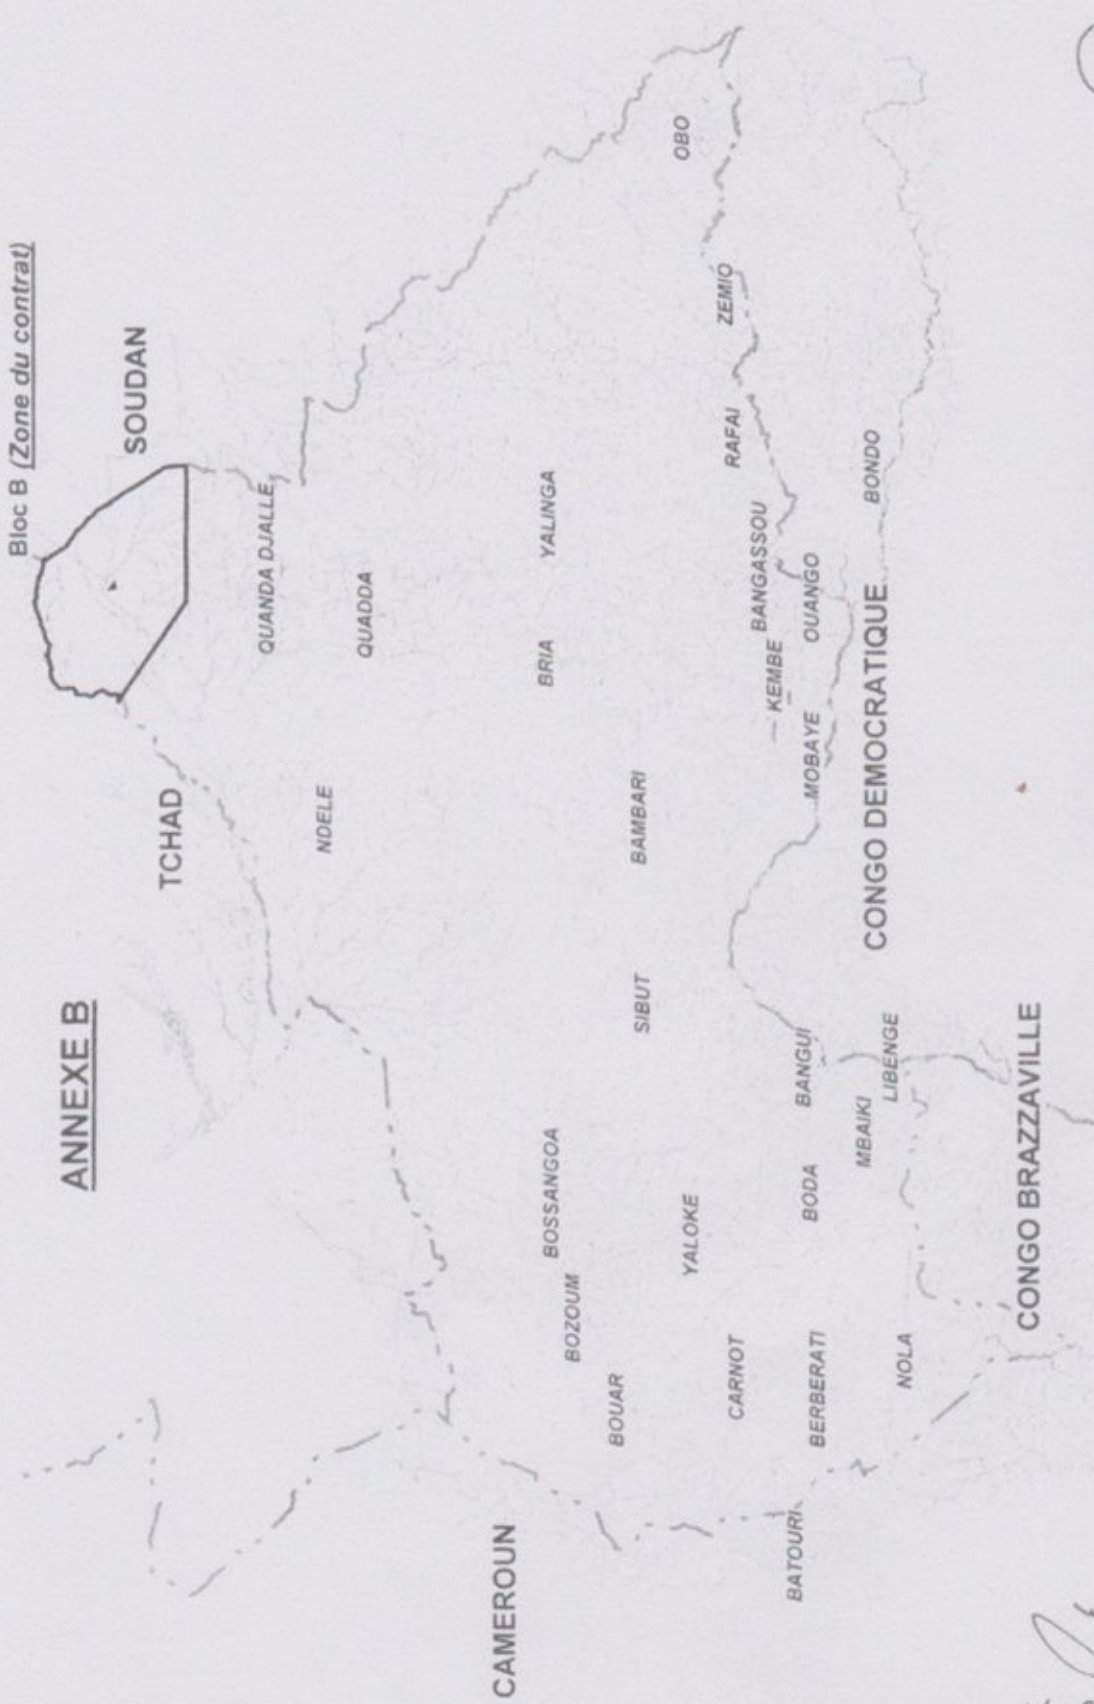 ANNEXE B
Bloc B (Zone du contrat)
TCHAD
SOUDAN
QUANDA DJALLE
NDELE
QUADDA
CAMEROUN
BOSSANGOA
BRIA
YALINGA
BOZOUM
BOUAR
SIBUT
BAMBARI
OBO
YALOKE
CARNOT
ZEMIO
RAFAI
BANGASSOU
KEMBE
BATOURI
BERBERATI
BODA
BANGUI
MOBAYE
OUANGO
MBAIKI
LIBENGE
BONDO
CONGO DEMOCRATIQUE
NOLA
CONGO BRAZZAVILLE